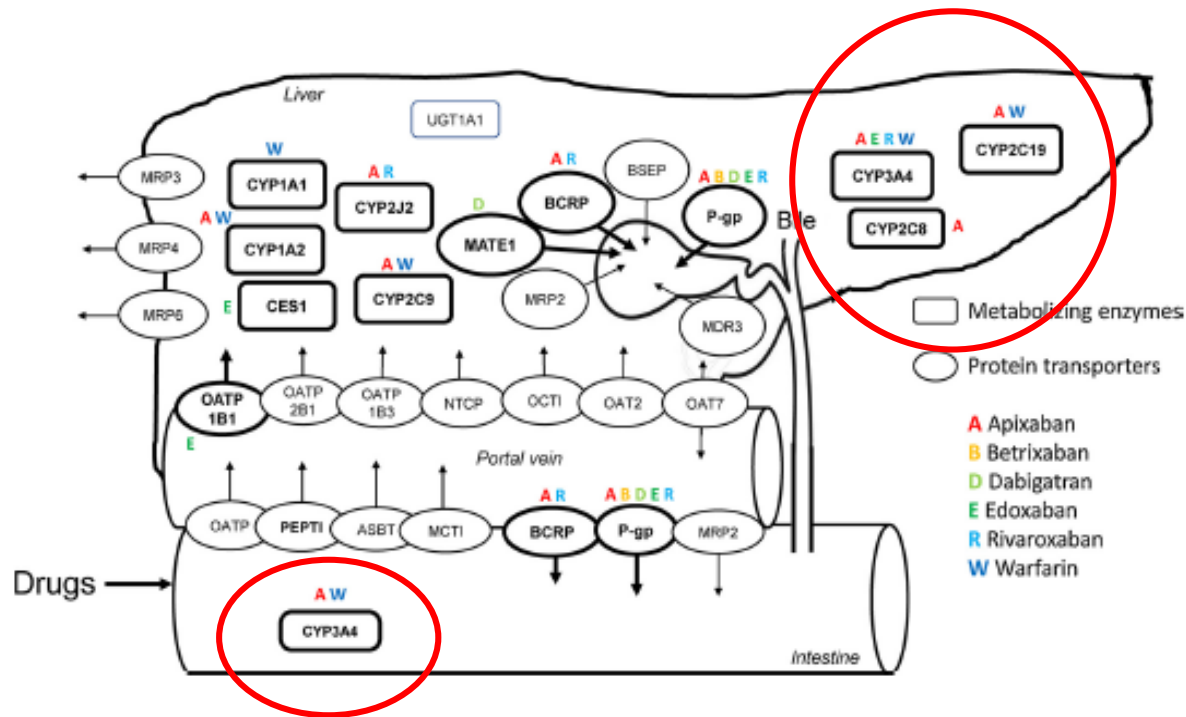 Liver
UGT1A1
W
CYP1A1
A R
CYP2J2
A R
BCRP
BSEP
A B D E R
P-gp
Bile
A E R W
CYP3A4
A W
CYP2C19
CYP2C8 A
MRP3
A W
MRP4
CYP1A2
D
MATE1
A W
CYP2C9
MRP2
MRP6
E CES1
MDR3
Metabolizing enzymes
Protein transporters
OATP
1B1
E
OATP
2B1
OATP
1B3
NTCP
OCTI
OAT2
OAT7
Portal vein
A Apixaban
B Betrixaban
D Dabigatran
E Edoxaban
R Rivaroxaban
W Warfarin
OATP
PEPTI
ASBT
MCTI
A R
BCRP
A B D E R
P-gp
MRP2
Drugs
A W
CYP3A4
Intestine